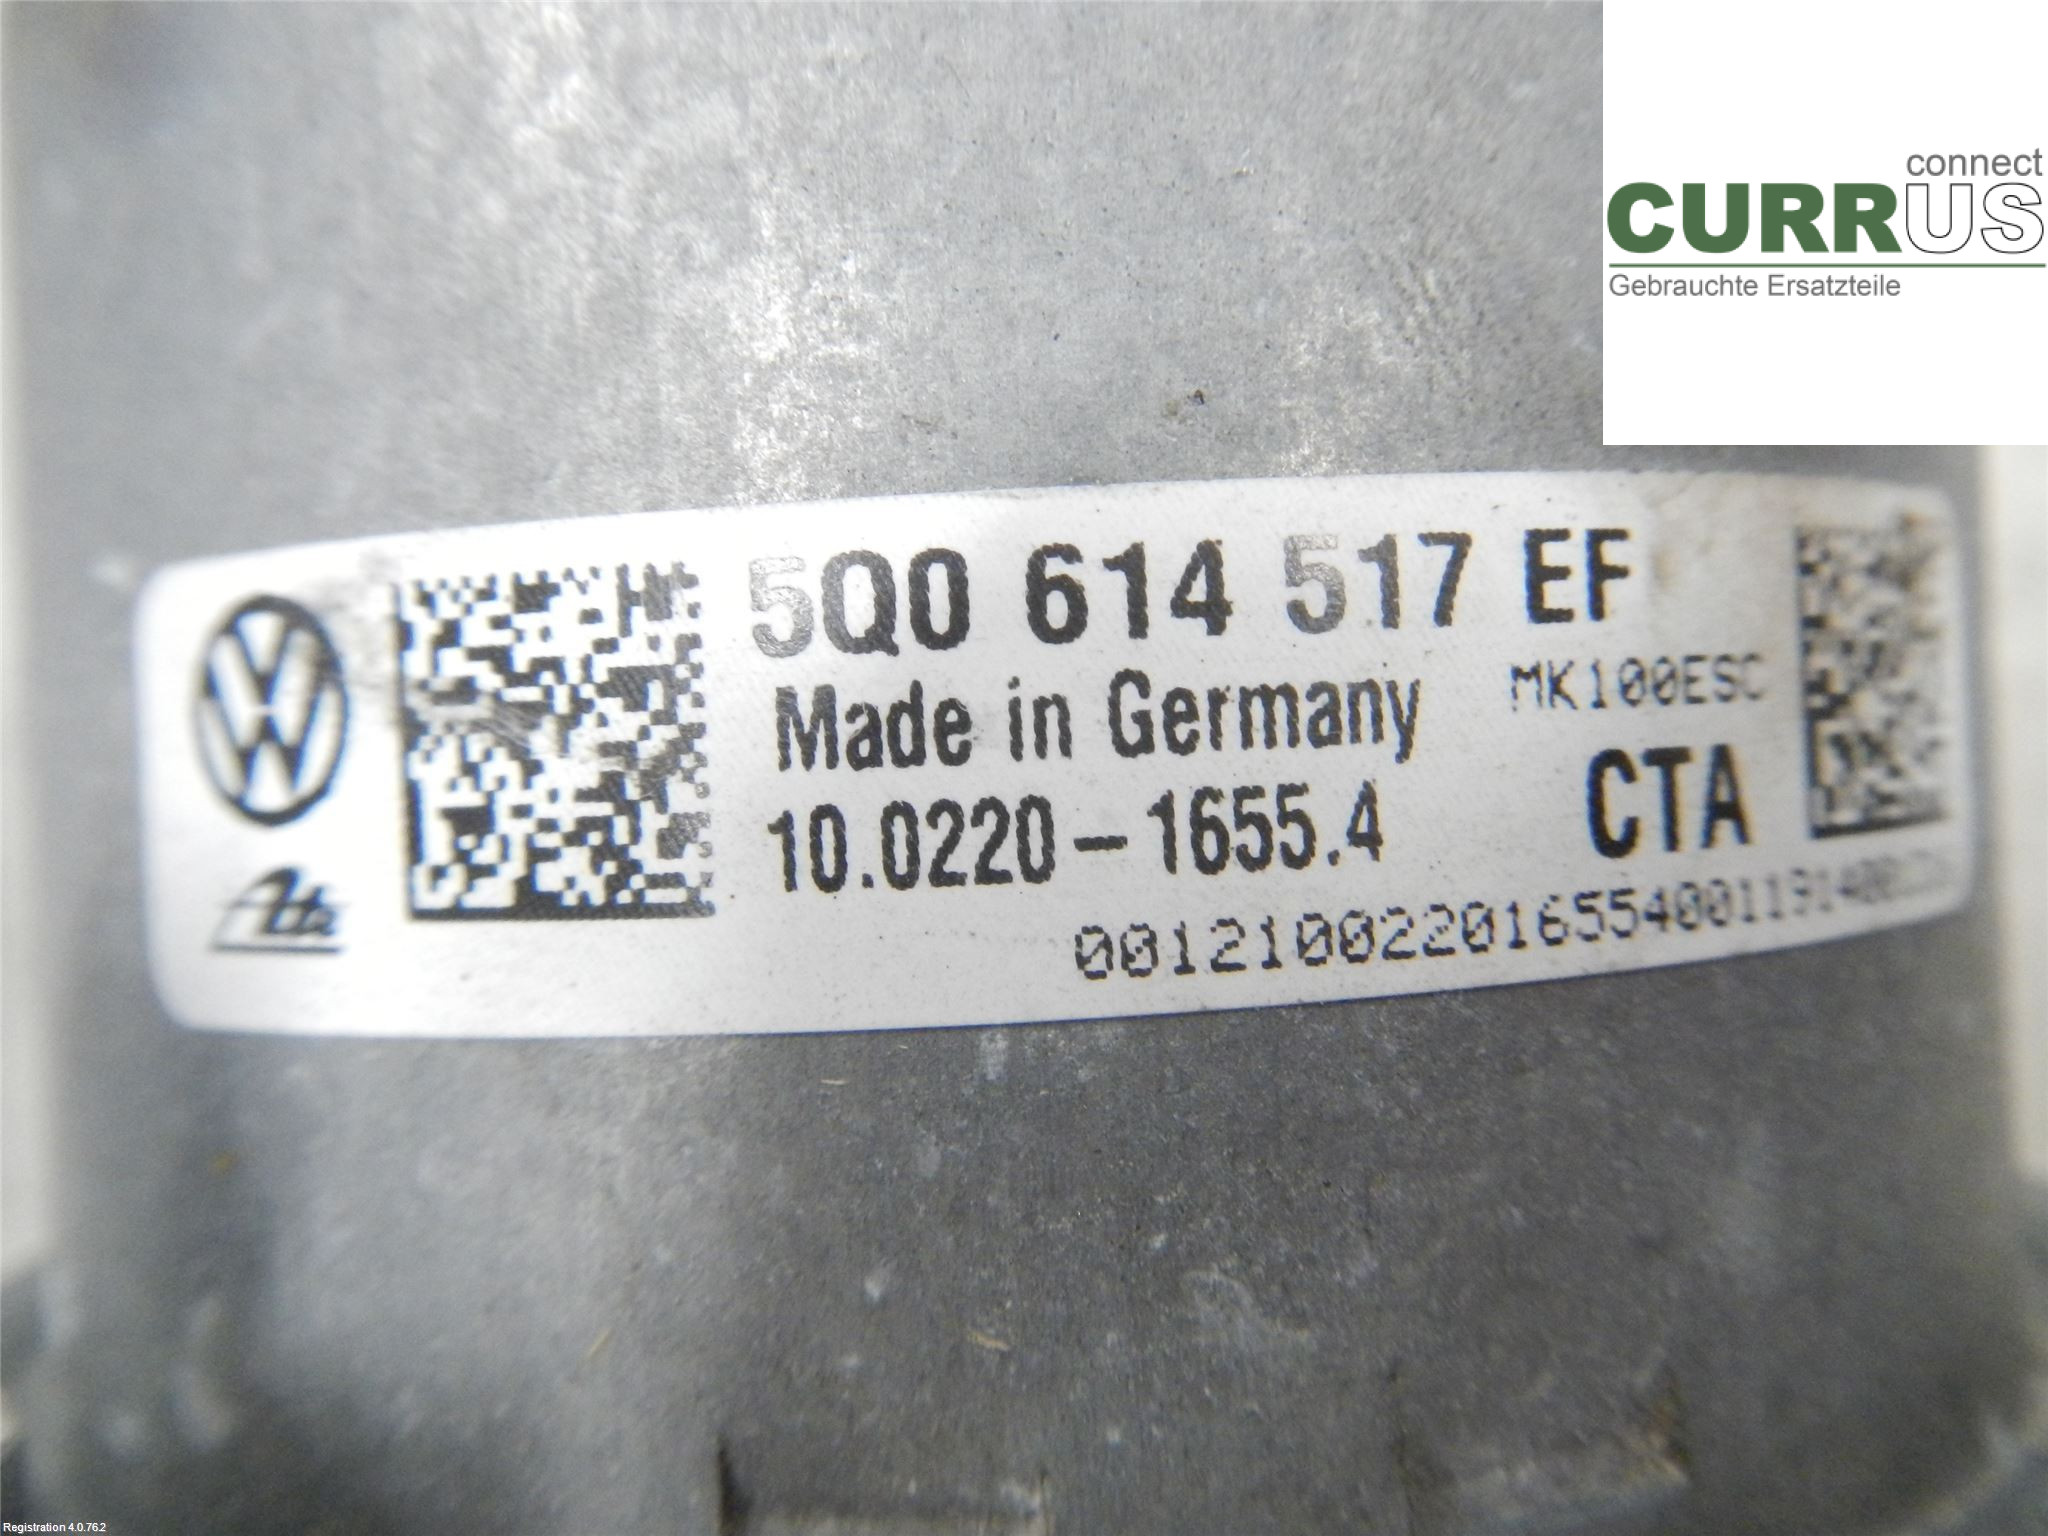 connect
CURRUS
Gebrauchte Ersatzteile
5Q0 614 517 EF
Made in Germany
MK100ESC
10.0220-1655.4
CTA
Ate
Registration 4.0.76.2